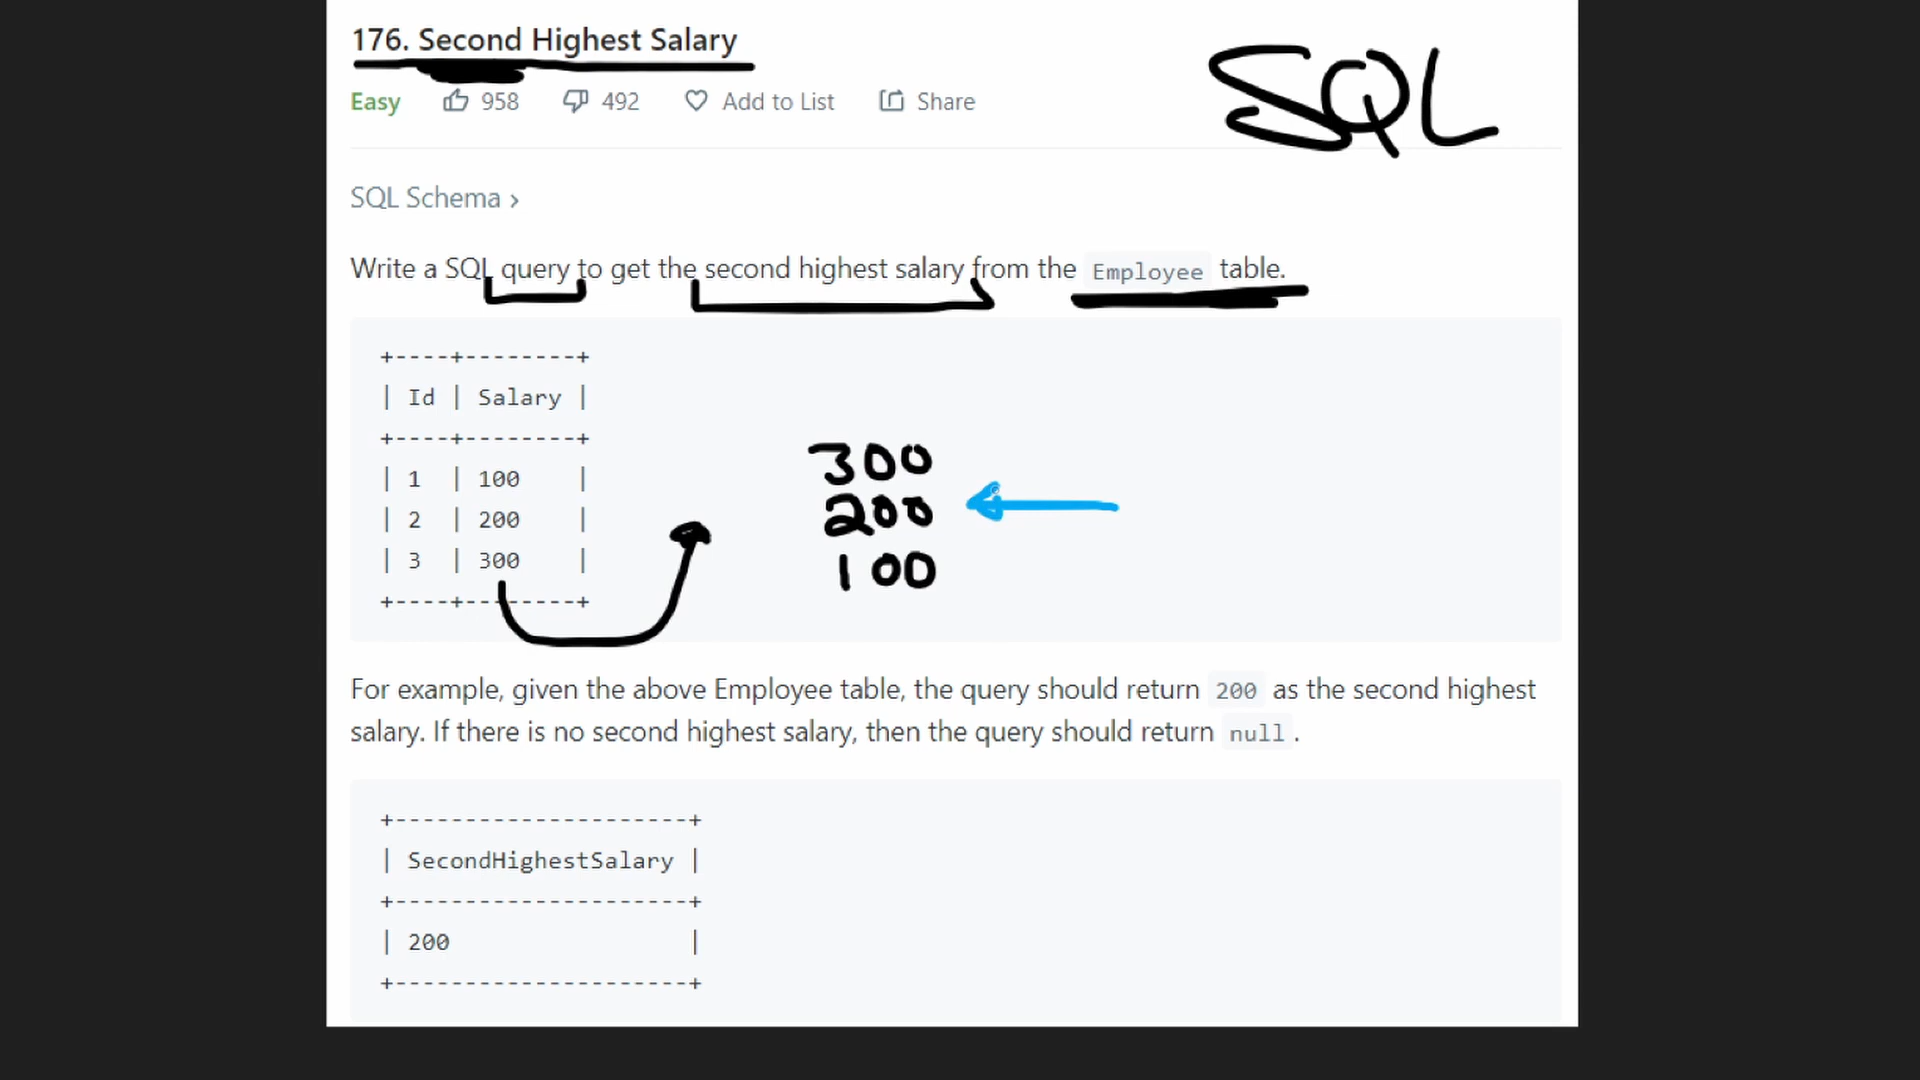 176. Second Highest Salary
SQL
Easy 958 492 Add to List Share
SQL Schema ›
Write a SQL query to get the second highest salary from the Employee table.
+----+--------+
| Id | Salary |
+----+--------+
| 1  | 100    |
| 2  | 200    |
| 3  | 300    |
+----+--------+
300
200
100
For example, given the above Employee table, the query should return 200 as the second highest
salary. If there is no second highest salary, then the query should return null.
+---------------------+
| SecondHighestSalary |
+---------------------+
| 200                 |
+---------------------+